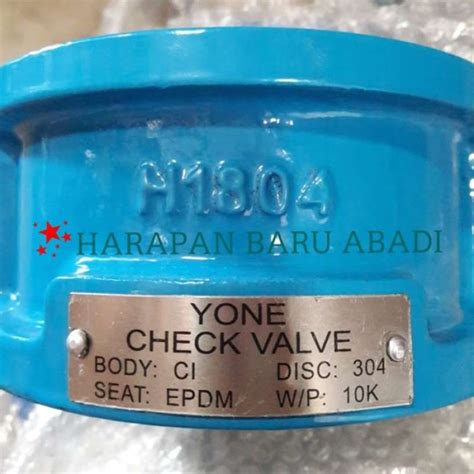 H1804
HARAPAN BARU ABADI
YONE
CHECK VALVE
BODY: CI DISC: 304
SEAT: EPDM W/P: 10K